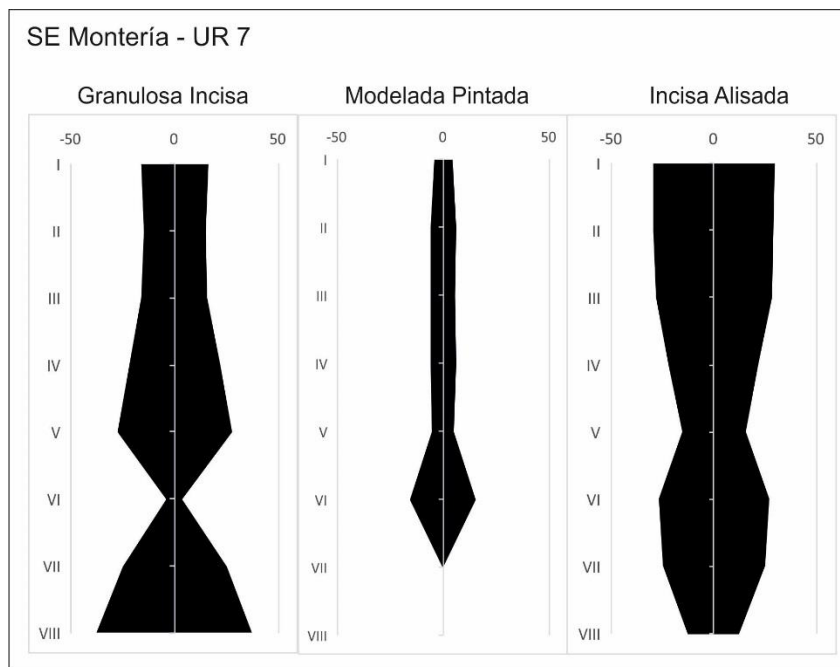 SE Montería - UR 7
Granulosa Incisa
-50 0 50
I
II
III
IV
V
VI
VII
VIII
Modelada Pintada
-50 0 50
I
II
III
IV
V
VI
VII
VIII
Incisa Alisada
-50 0 50
I
II
III
IV
V
VI
VII
VIII